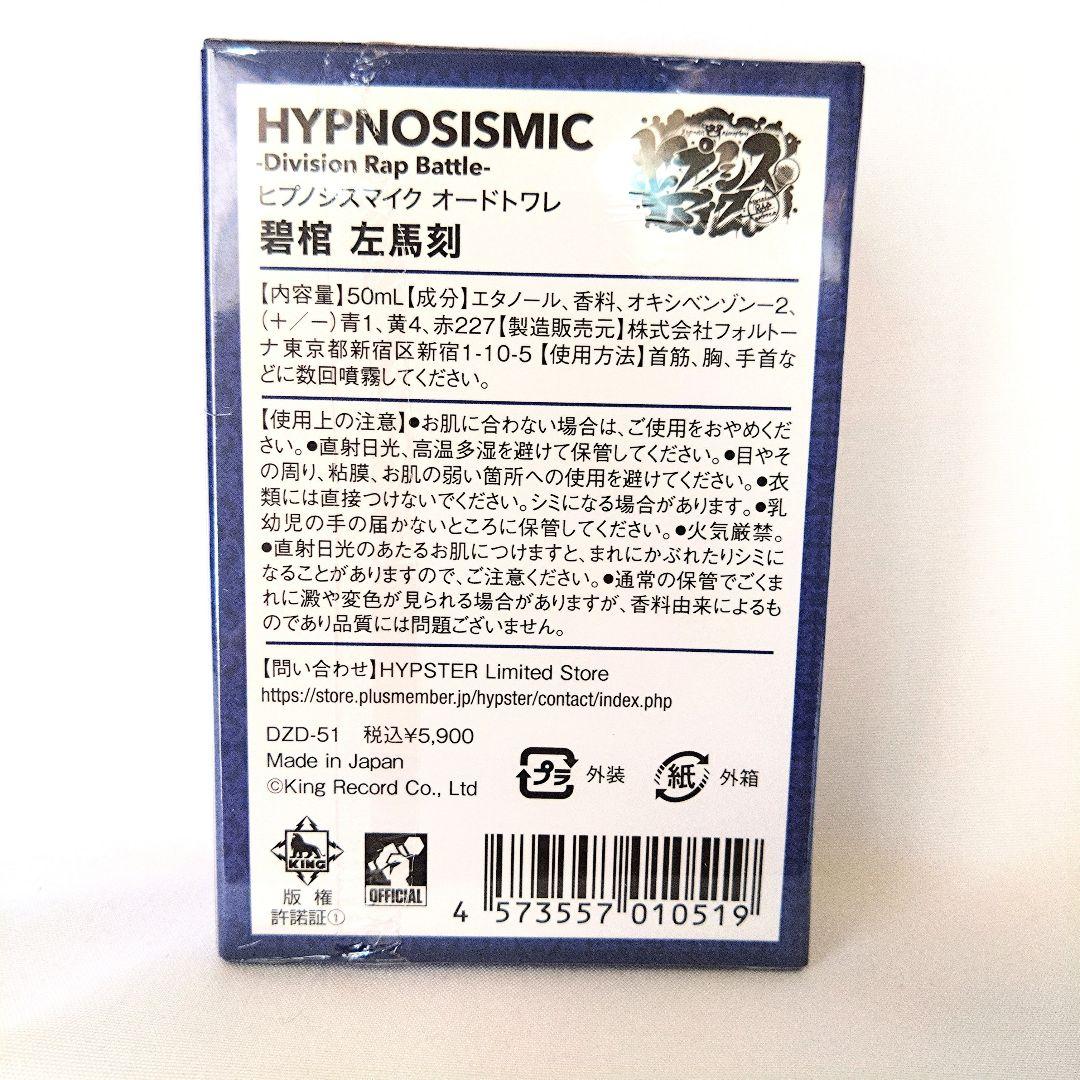 HYPNOSISMIC
-Division Rap Battle-
ヒプノシスマイク オードトワレ
碧棺 左馬刻
ヒプノシス
マイク
【内容量】50mL【成分】エタノール、香料、オキシベンゾン−2、
(+/−)青1、黄4、赤227【製造販売元】株式会社フォルトー
ナ東京都新宿区新宿1-10-5【使用方法】首筋、胸、手首な
どに数回噴霧してください。
【使用上の注意】●お肌に合わない場合は、ご使用をおやめくだ
さい。●直射日光、高温多湿を避けて保管してください。●目やそ
の周り、粘膜、お肌の弱い箇所への使用を避けてください。●衣
類には直接つけないでください。シミになる場合があります。●乳
幼児の手の届かないところに保管してください。●火気厳禁。
●直射日光のあたるお肌につけますと、まれにかぶれたりシミに
なることがありますので、ご注意ください。●通常の保管でごくま
れに澱や変色が見られる場合がありますが、香料由来によるも
のであり品質には問題ございません。
【問い合わせ】HYPSTER Limited Store
https://store.plusmember.jp/hypster/contact/index.php
DZD-51 税込¥5,900
Made in Japan
©King Record Co., Ltd
プラ 外装 紙 外箱
KING
版権
許諾証①
OFFICIAL
4 573557 010519